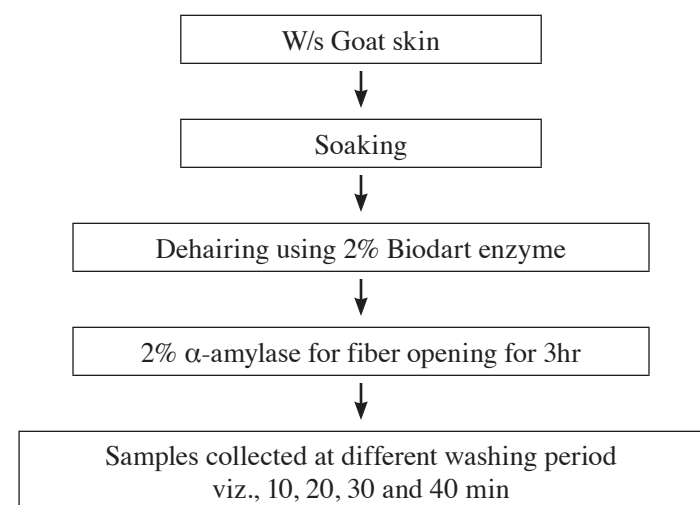 W/s Goat skin
Soaking
Dehairing using 2% Biodart enzyme
2% α-amylase for fiber opening for 3hr
Samples collected at different washing period
viz., 10, 20, 30 and 40 min